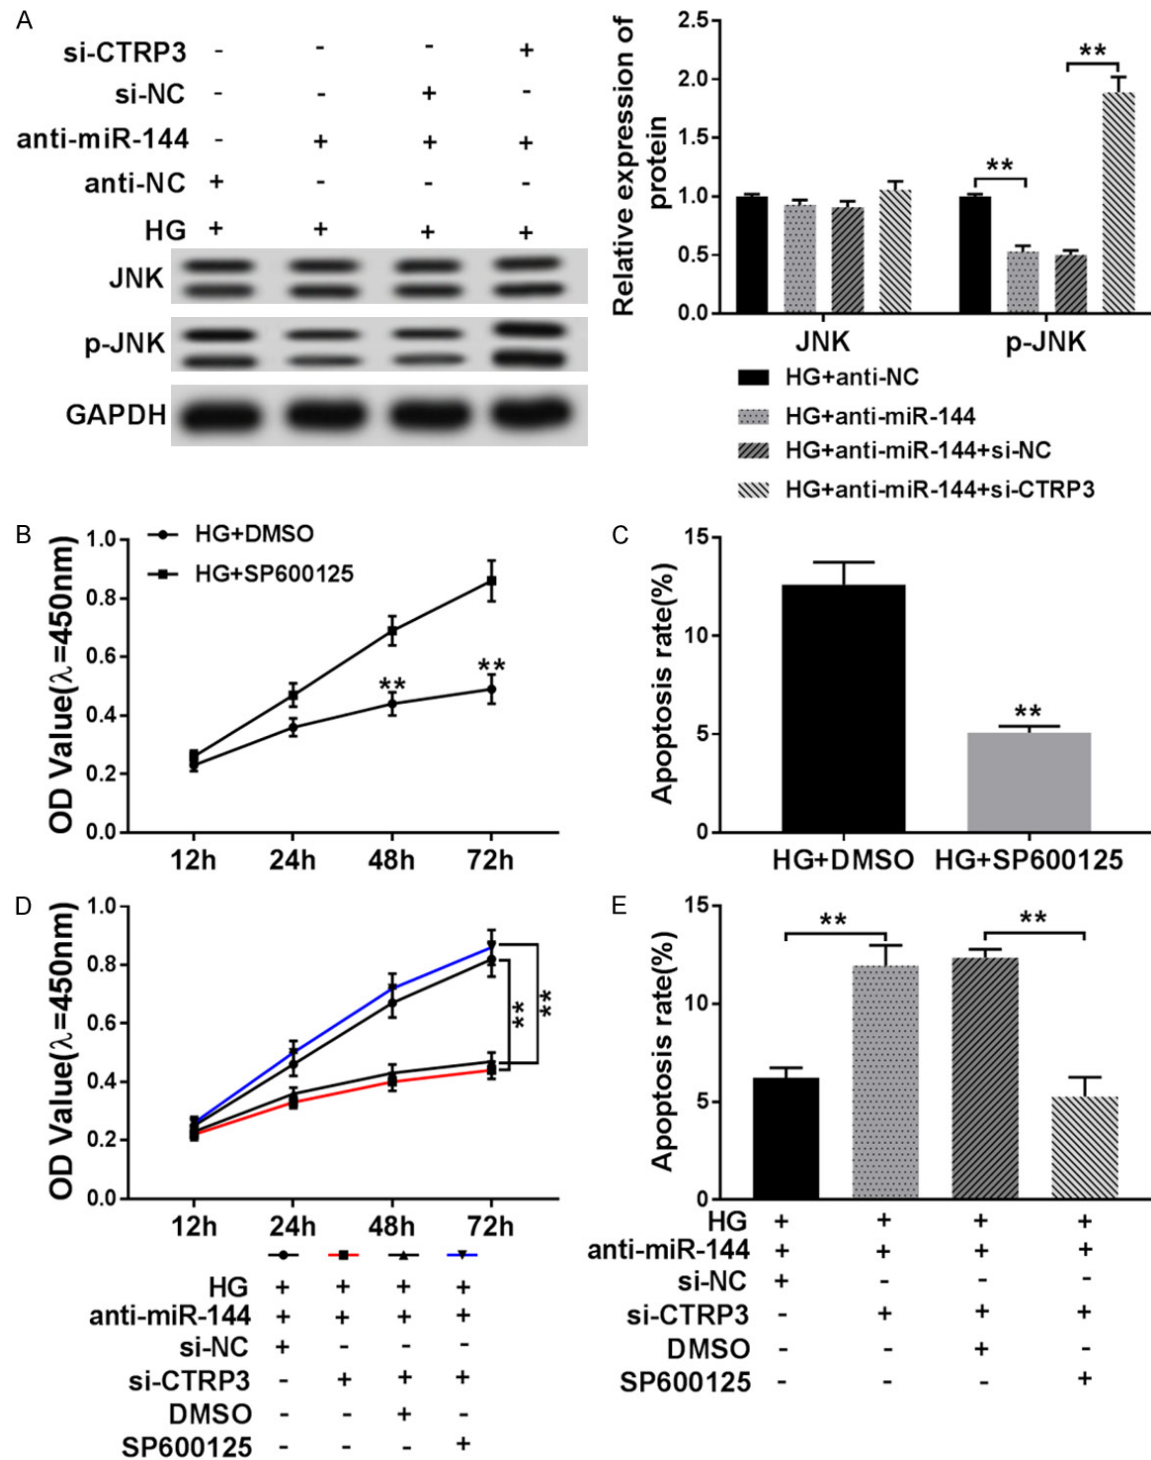 A
si-CTRP3 - - - +
si-NC - - + -
anti-miR-144 - + + +
anti-NC + - - -
HG + + + +
JNK
p-JNK
GAPDH
Relative expression of
protein
2.5
2.0
1.5
1.0
0.5
0.0
**
**
JNK p-JNK
HG+anti-NC
HG+anti-miR-144
HG+anti-miR-144+si-NC
HG+anti-miR-144+si-CTRP3
B
OD Value(λ=450nm)
1.0
0.8
0.6
0.4
0.2
0.0
HG+DMSO
HG+SP600125
**
**
12h 24h 48h 72h
C
Apoptosis rate(%)
15
10
5
0
**
HG+DMSO HG+SP600125
D
OD Value(λ=450nm)
1.0
0.8
0.6
0.4
0.2
0.0
**
**
12h 24h 48h 72h
HG + + + +
anti-miR-144 + + + +
si-NC + - - -
si-CTRP3 - + + +
DMSO - - + -
SP600125 - - - +
E
Apoptosis rate(%)
15
10
5
0
**
**
HG + + + +
anti-miR-144 + + + +
si-NC + - - -
si-CTRP3 - + + +
DMSO - - + -
SP600125 - - - +